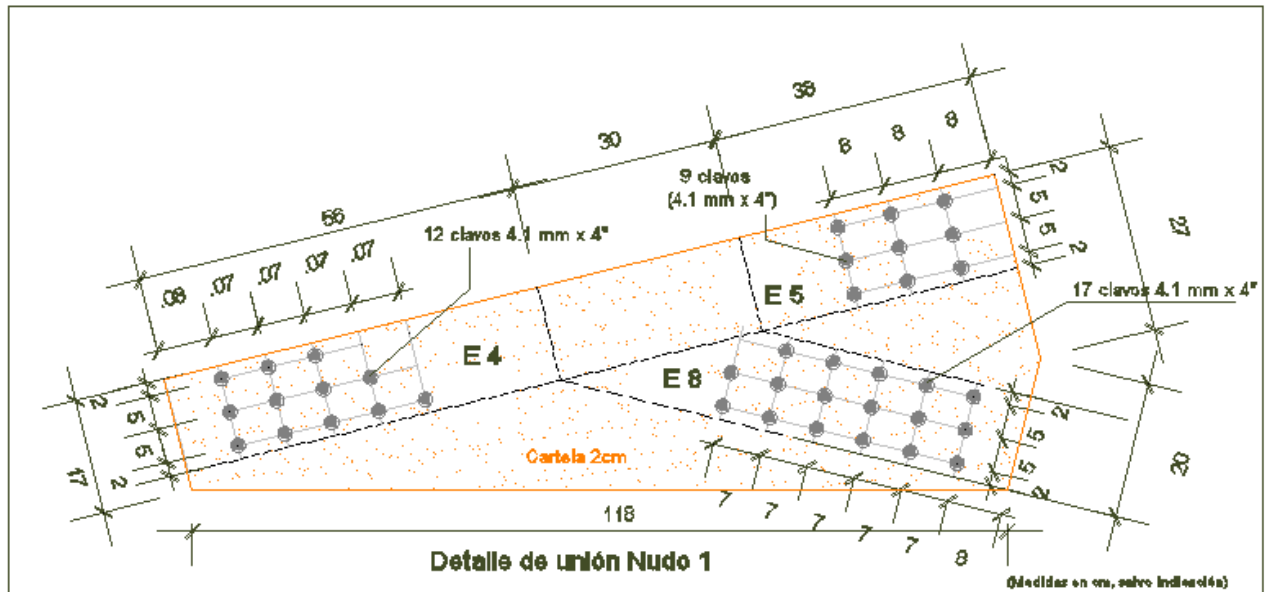 38
30
8 8 8
9 clavos
(4.1 mm x 4")
2
5
5
2
27
56
12 clavos 4.1 mm x 4"
.08 .07 .07 .07 .07
17 clavos 4.1 mm x 4"
E 5
E 4
E 8
2
5
5
2
17
2
5
5
2
20
Cartela 2cm
7 7 7 7 7 8
118
Detalle de unión Nudo 1
(Medidas en cm, salvo indicación)